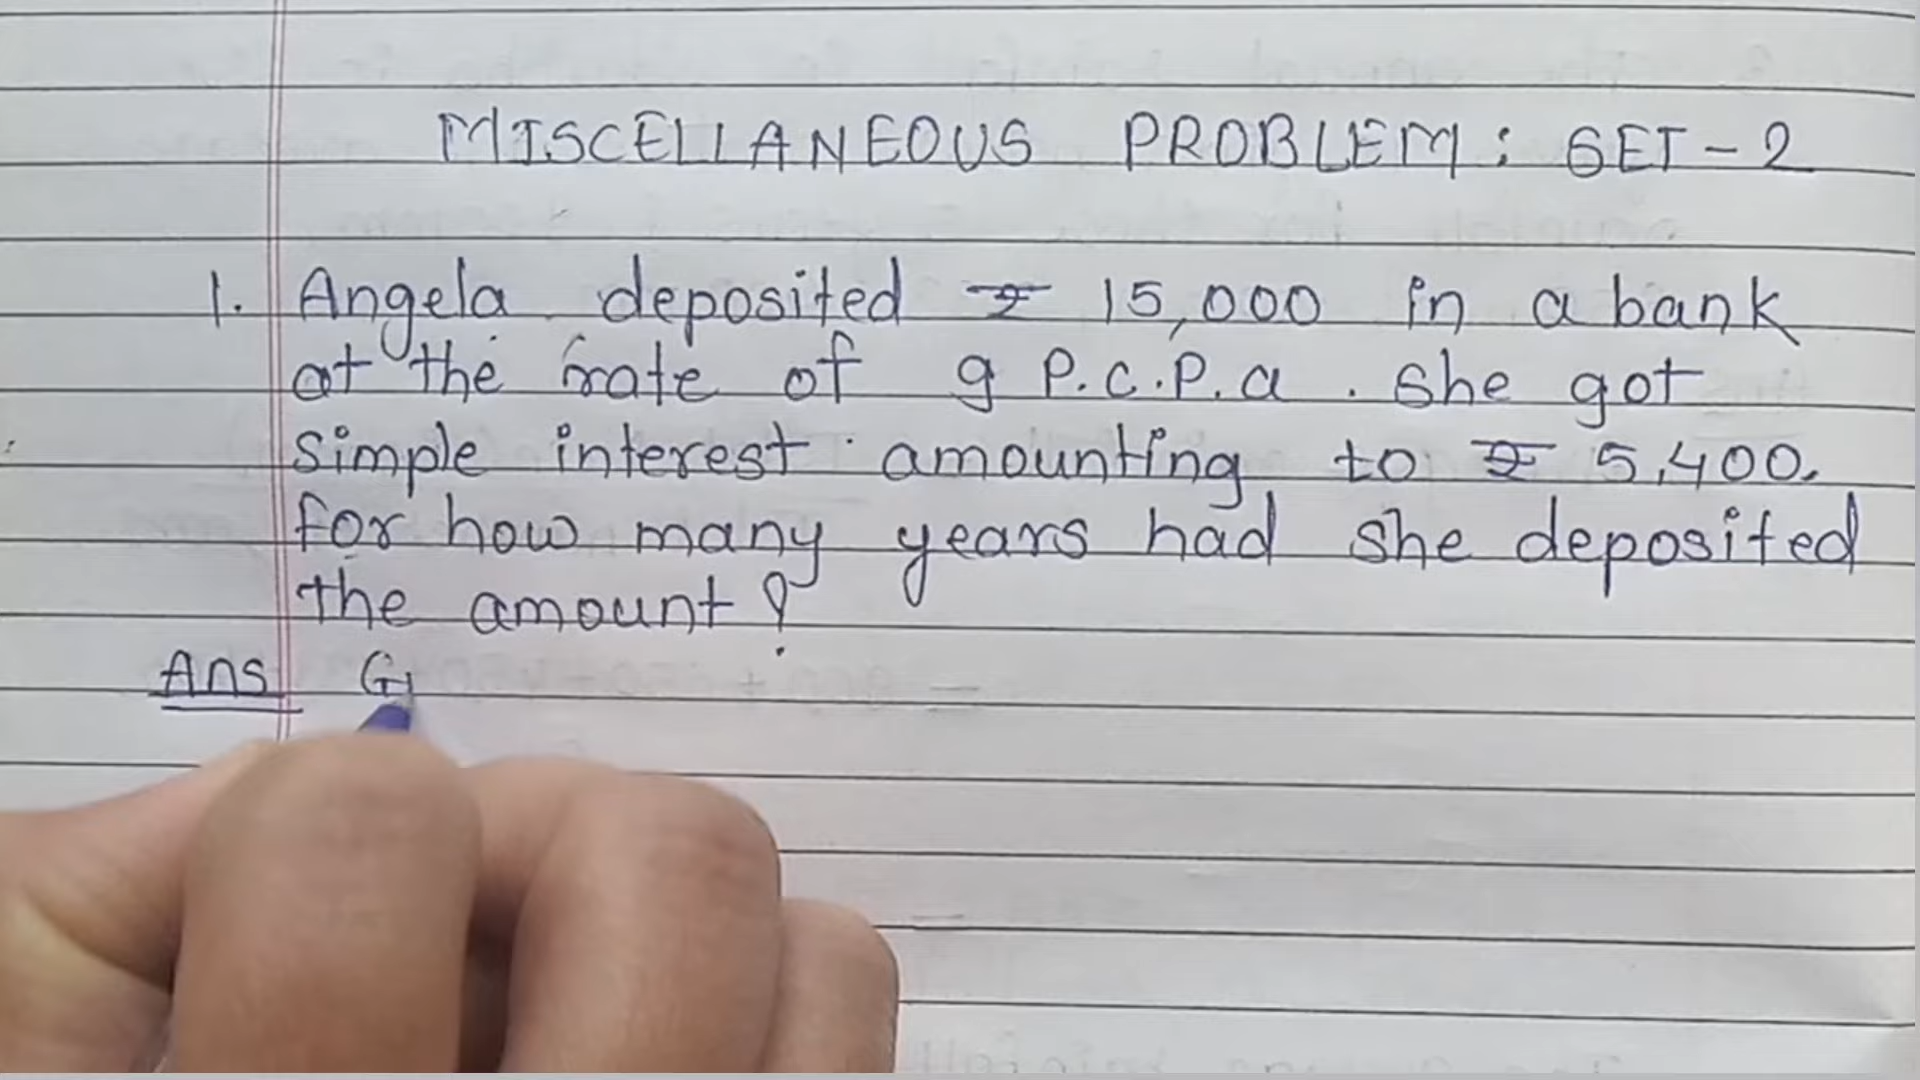 MISCELLANEOUS PROBLEM : SET - 2
1. Angela deposited ₹ 15,000 in a bank
at the rate of 9 P.C.P.a. She got
simple interest amounting to ₹ 5,400.
for how many years had she deposited
the amount?
Ans